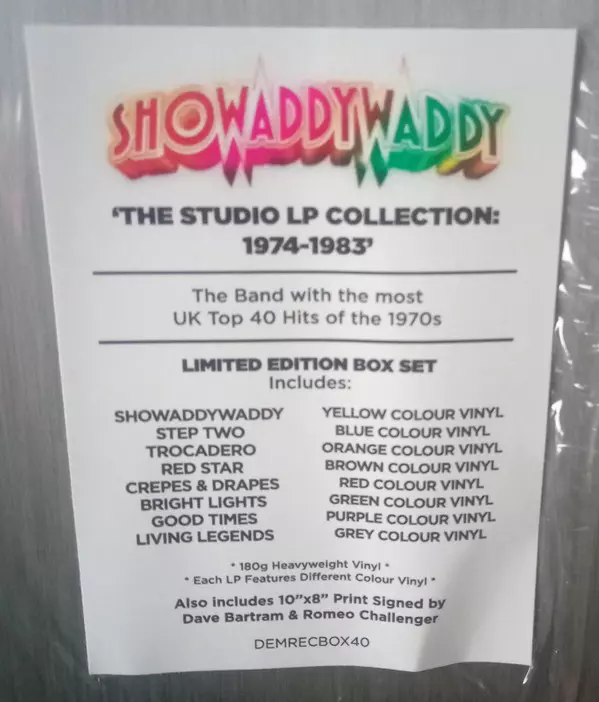 SHOWADDYWADDY
‘THE STUDIO LP COLLECTION:
1974-1983’
The Band with the most
UK Top 40 Hits of the 1970s
LIMITED EDITION BOX SET
Includes:
SHOWADDYWADDY YELLOW COLOUR VINYL
STEP TWO BLUE COLOUR VINYL
TROCADERO ORANGE COLOUR VINYL
RED STAR BROWN COLOUR VINYL
CREPES & DRAPES RED COLOUR VINYL
BRIGHT LIGHTS GREEN COLOUR VINYL
GOOD TIMES PURPLE COLOUR VINYL
LIVING LEGENDS GREY COLOUR VINYL
* 180g Heavyweight Vinyl *
* Each LP Features Different Colour Vinyl *
Also includes 10”x8” Print Signed by
Dave Bartram & Romeo Challenger
DEMRECBOX40